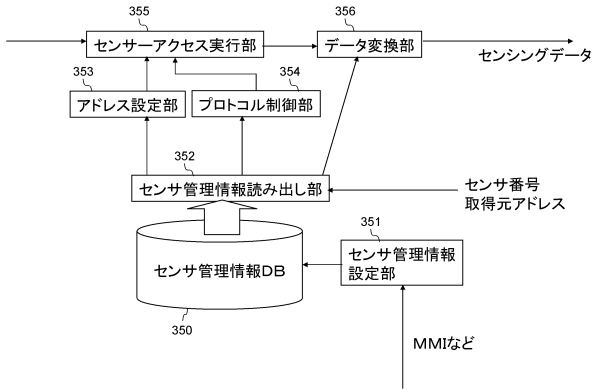 355
356
センサーアクセス実行部
データ変換部
センシングデータ
353
354
アドレス設定部
プロトコル制御部
352
センサ管理情報読み出し部
センサ番号
取得元アドレス
351
センサ管理情報
設定部
センサ管理情報DB
350
MMIなど